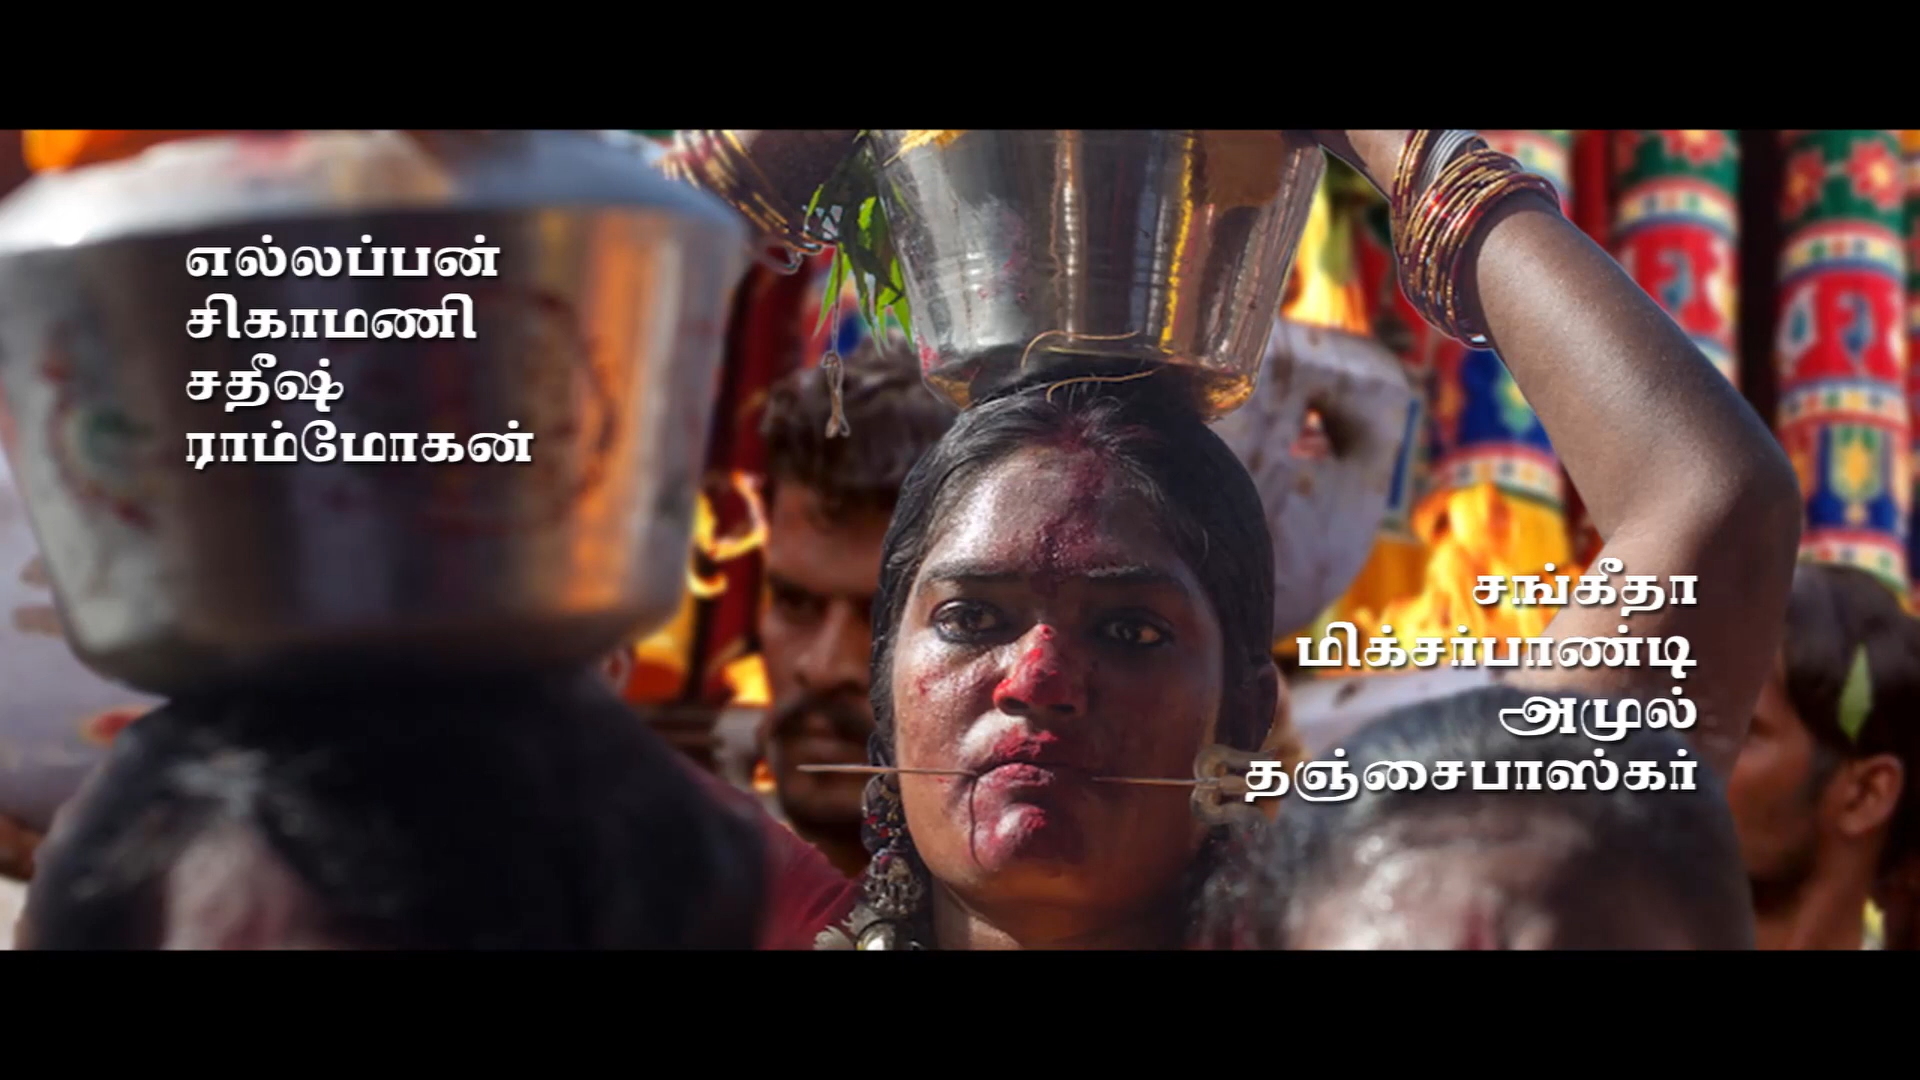 எல்லப்பன்
சிகாமணி
சதீஷ்
ராம்மோகன்
சங்கீதா
மிக்சர்பாண்டி
அமுல்
தஞ்சைபாஸ்கர்